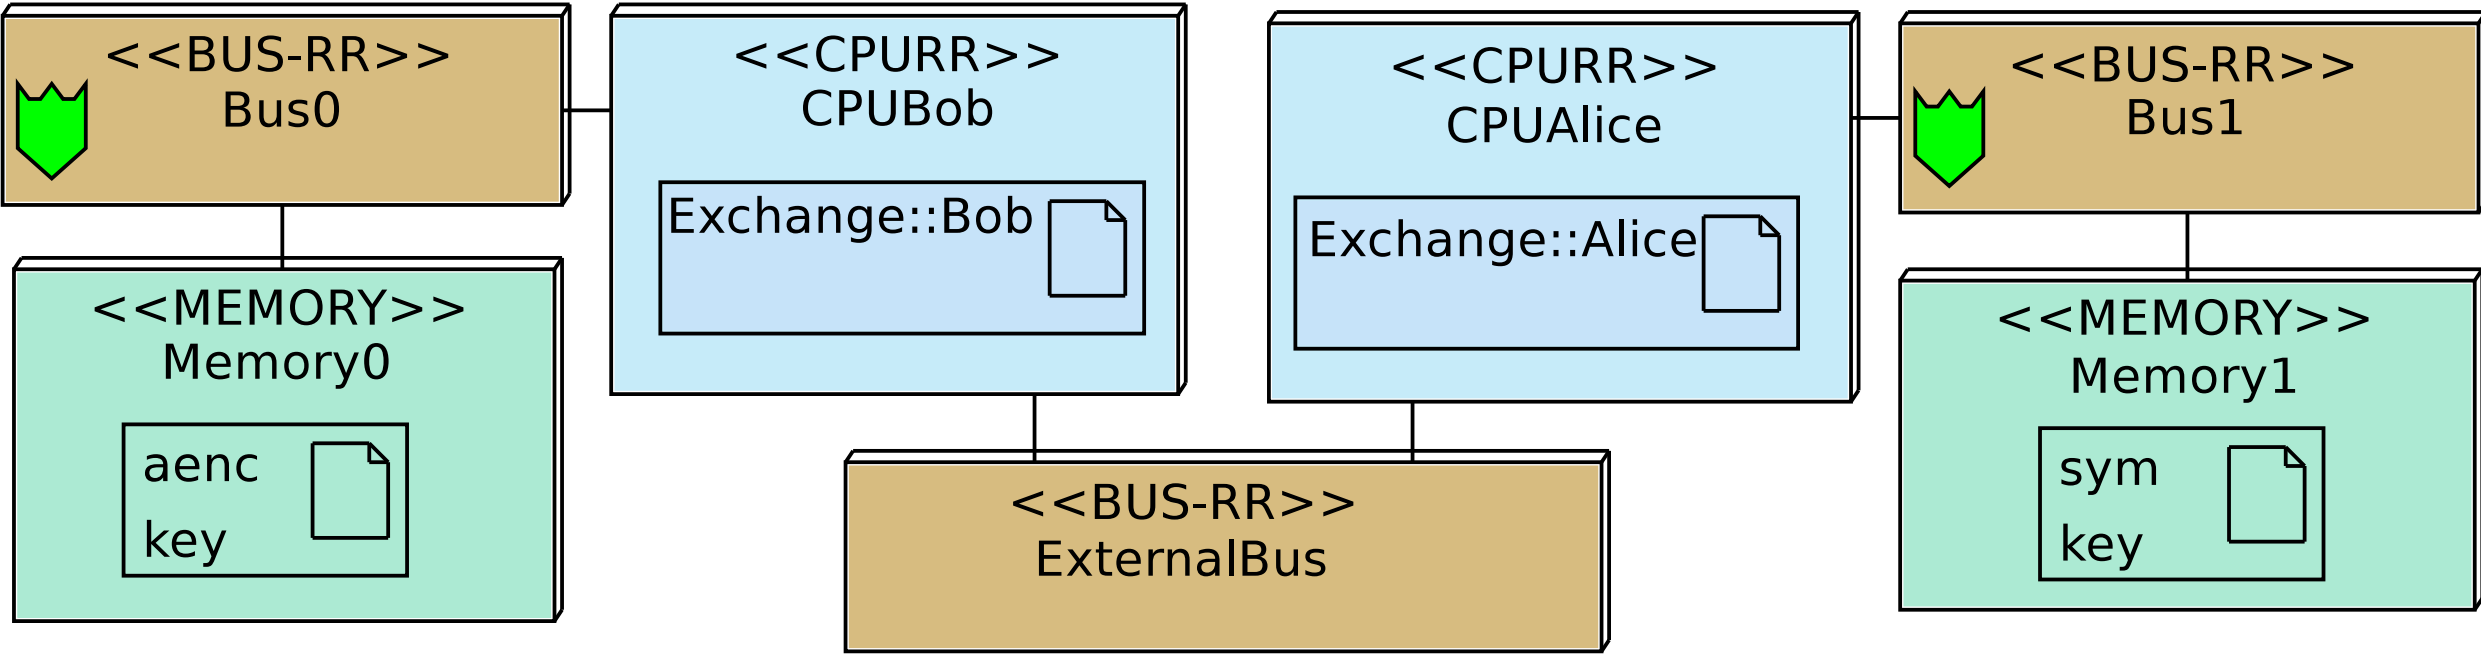 <<BUS-RR>>
Bus0
<<CPURR>>
CPUBob
Exchange::Bob
<<CPURR>>
CPUAlice
Exchange::Alice
<<BUS-RR>>
Bus1
<<MEMORY>>
Memory0
aenc
key
<<BUS-RR>>
ExternalBus
<<MEMORY>>
Memory1
sym
key